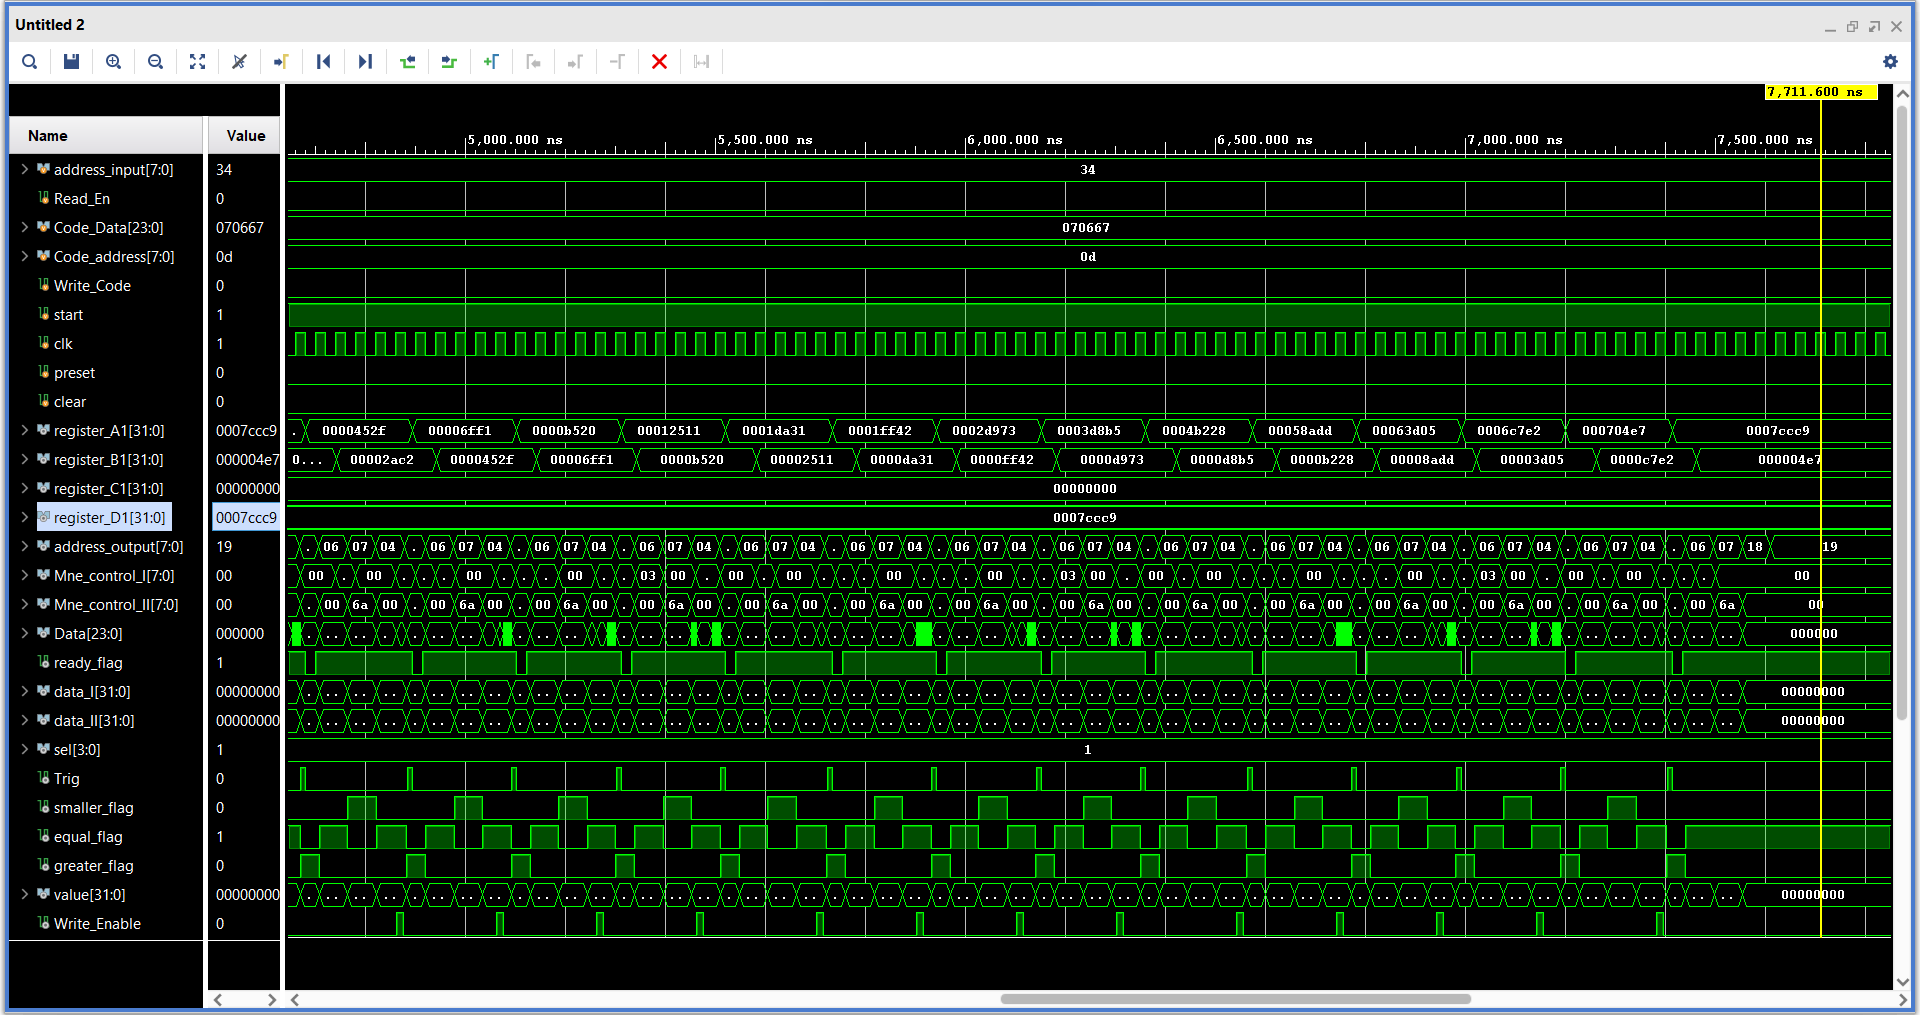 Untitled 2
7,711.600 ns
Name Value
5,000.000 ns 5,500.000 ns 6,000.000 ns 6,500.000 ns 7,000.000 ns 7,500.000 ns
address_input[7:0] 34 34
Read_En 0
Code_Data[23:0] 070667 070667
Code_address[7:0] 0d 0d
Write_Code 0
start 1
clk 1
preset 0
clear 0
register_A1[31:0] 0007ccc9 . 0000452f 00006ff1 0000b520 00012511 0001da31 0001ff42 0002d973 0003d8b5 0004b228 00058add 00063d05 0006c7e2 000704e7 0007ccc9
register_B1[31:0] 000004e7 0... 00002ac2 0000452f 00006ff1 0000b520 00002511 0000da31 0000ff42 0000d973 0000d8b5 0000b228 00008add 00003d05 0000c7e2 000004e7
register_C1[31:0] 00000000 00000000
register_D1[31:0] 0007ccc9 0007ccc9
address_output[7:0] 19 . 06 07 04 . 06 07 04 . 06 07 04 . 06 07 04 . 06 07 04 . 06 07 04 . 06 07 04 . 06 07 04 . 06 07 04 . 06 07 04 . 06 07 04 . 06 07 04 . 06 07 04 . 06 07 18 19
Mne_control_I[7:0] 00 00 . 00 . . 00 . . 00 . . 03 00 . 00 . 00 . . 00 . . 00 . . 03 00 . 00 . 00 . . 00 . . 00 . . 03 00 . 00 . 00 . . . 00
Mne_control_II[7:0] 00 . 00 6a 00 . 00 6a 00 . 00 6a 00 . 00 6a 00 . 00 6a 00 . 00 6a 00 . 00 6a 00 . 00 6a 00 . 00 6a 00 . 00 6a 00 . 00 6a 00 . 00 6a 00 . 00 6a 00 . 00 6a 00
Data[23:0] 000000 000000
ready_flag 1
data_I[31:0] 00000000 00000000
data_II[31:0] 00000000 00000000
sel[3:0] 1 1
Trig 0
smaller_flag 0
equal_flag 1
greater_flag 0
value[31:0] 00000000 00000000
Write_Enable 0